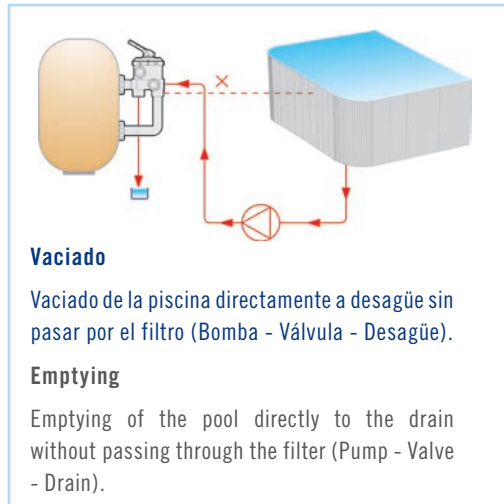 Vaciado
Vaciado de la piscina directamente a desagüe sin
pasar por el filtro (Bomba - Válvula - Desagüe).
Emptying
Emptying of the pool directly to the drain
without passing through the filter (Pump - Valve
- Drain).